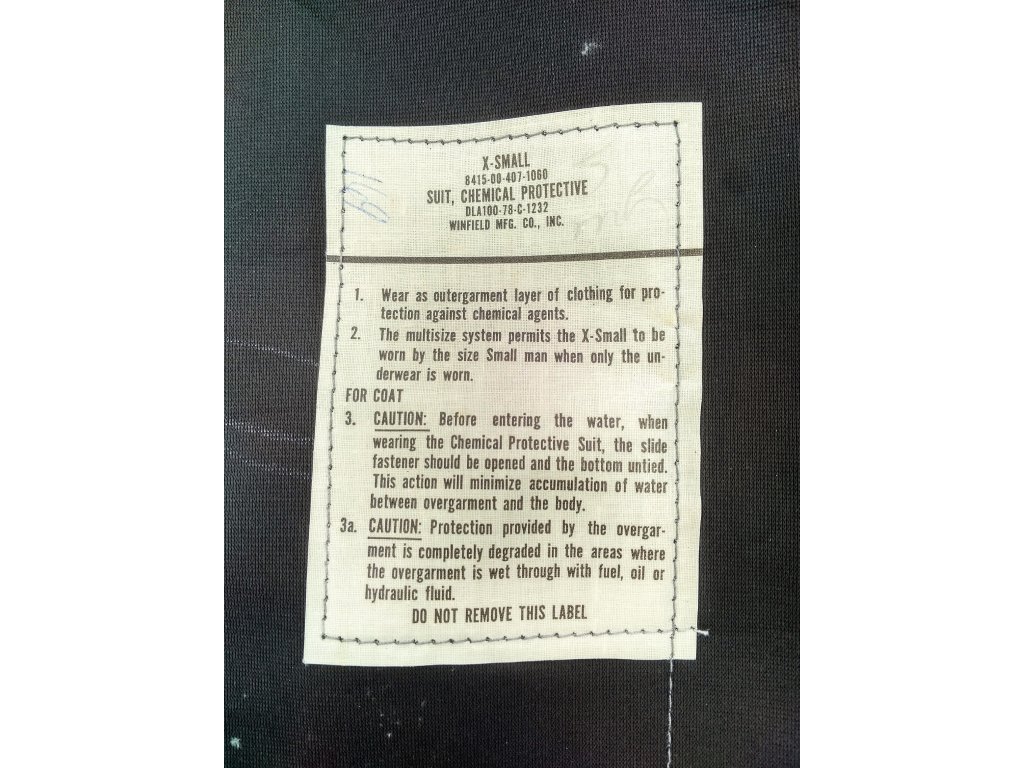 X-SMALL
8415-00-407-1060
SUIT, CHEMICAL PROTECTIVE
DLA100-78-C-1232
WINFIELD MFG. CO., INC.
1. Wear as outergarment layer of clothing for pro-
tection against chemical agents.
2. The multisize system permits the X-Small to be
worn by the size Small man when only the un-
derwear is worn.
FOR COAT
3. CAUTION: Before entering the water, when
wearing the Chemical Protective Suit, the slide
fastener should be opened and the bottom untied.
This action will minimize accumulation of water
between overgarment and the body.
3a. CAUTION: Protection provided by the overgar-
ment is completely degraded in the areas where
the overgarment is wet through with fuel, oil or
hydraulic fluid.
DO NOT REMOVE THIS LABEL